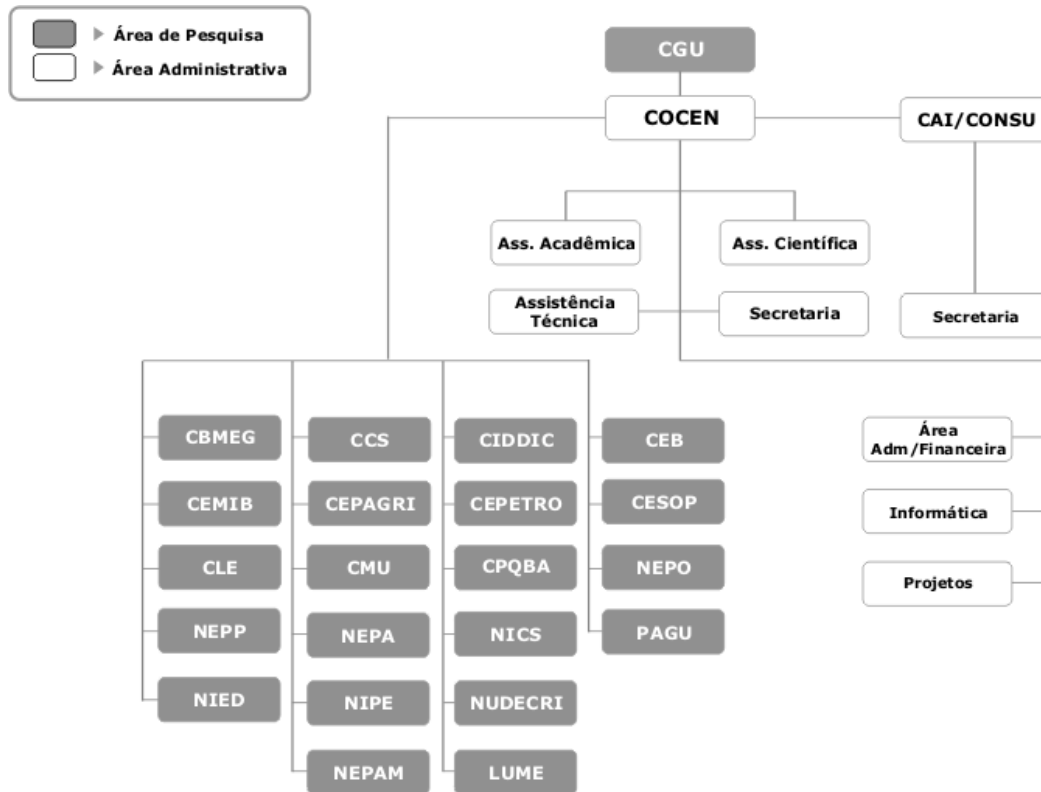 Área de Pesquisa
Área Administrativa
CGU
COCEN
CAI/CONSU
Ass. Acadêmica
Ass. Científica
Assistência
Técnica
Secretaria
Secretaria
CBMEG
CCS
CIDDIC
CEB
Área
Adm/Financeira
CEMIB
CEPAGRI
CEPETRO
CESOP
Informática
CLE
CMU
CPQBA
NEPO
Projetos
NEPP
NEPA
NICS
PAGU
NIED
NIPE
NUDECRI
NEPAM
LUME